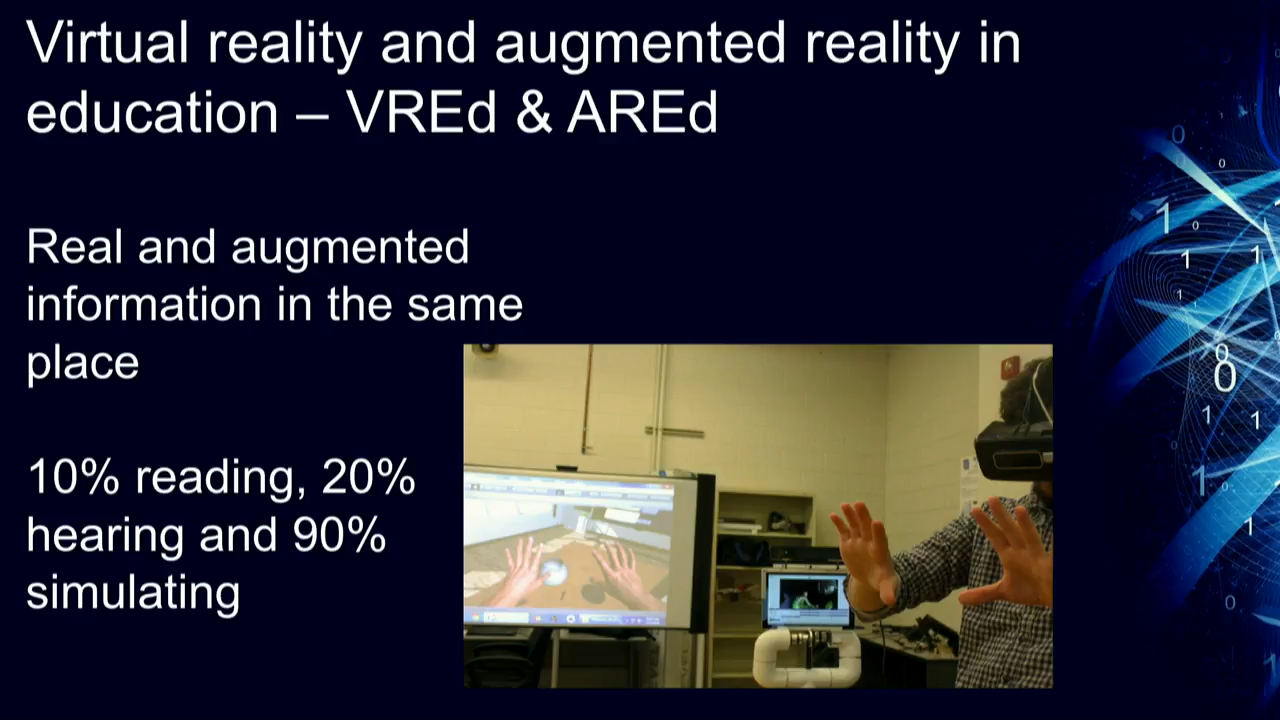 Virtual reality and augmented reality in
education – VREd & AREd
Real and augmented
information in the same
place
10% reading, 20%
hearing and 90%
simulating